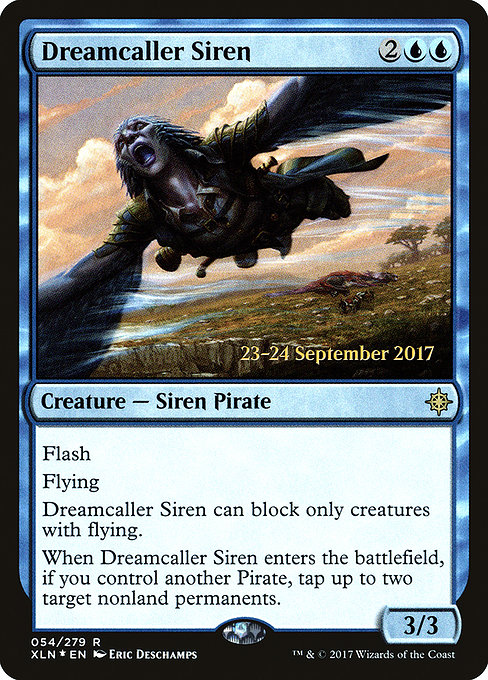 Dreamcaller Siren 2
23–24 September 2017
Creature — Siren Pirate
Flash
Flying
Dreamcaller Siren can block only creatures
with flying.
When Dreamcaller Siren enters the battlefield,
if you control another Pirate, tap up to two
target nonland permanents.
3/3
054/279 R
XLN ★ EN Eric Deschamps
™ & © 2017 Wizards of the Coast